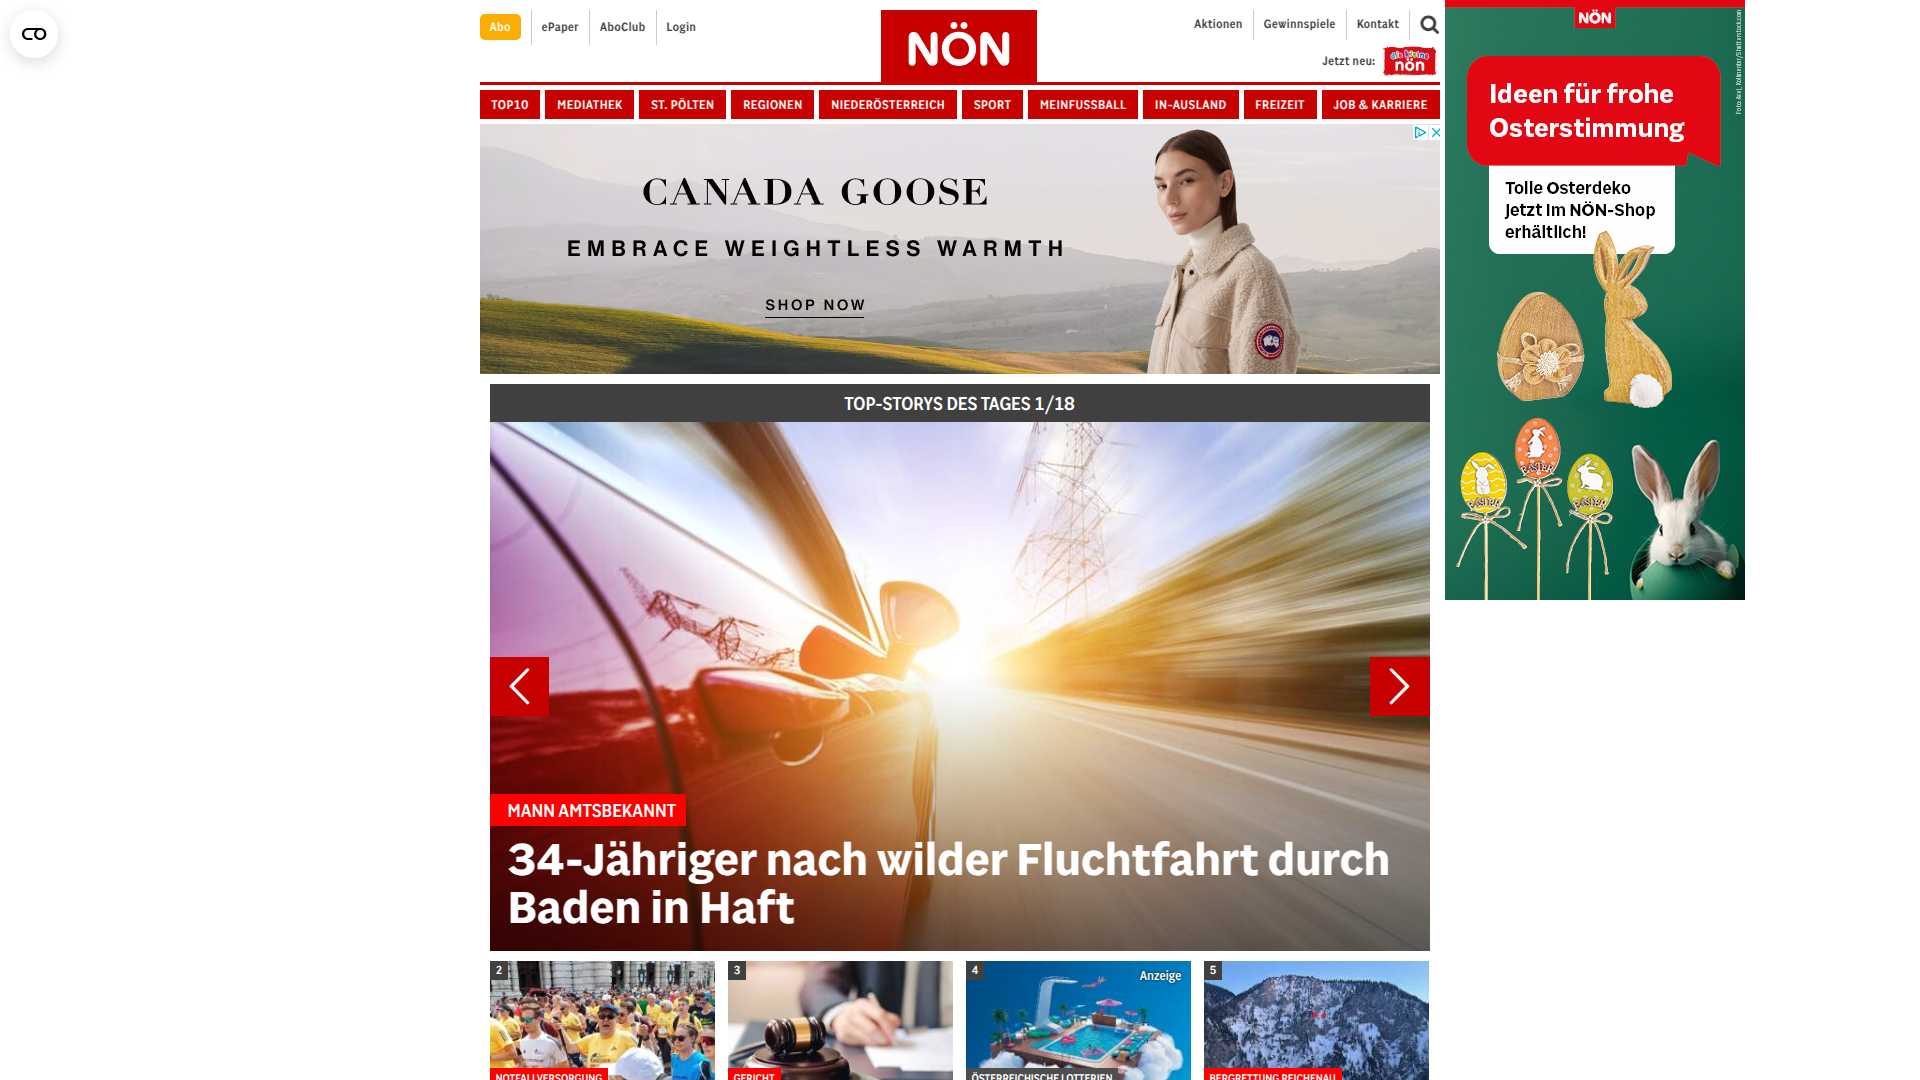 Abo
ePaper
AboClub
Login
NÖN
Aktionen
Gewinnspiele
Kontakt
Jetzt neu:
die kleine
nön
TOP10
MEDIATHEK
ST. PÖLTEN
REGIONEN
NIEDERÖSTERREICH
SPORT
MEINFUSSBALL
IN-AUSLAND
FREIZEIT
JOB & KARRIERE
CANADA GOOSE
EMBRACE WEIGHTLESS WARMTH
SHOP NOW
NÖN
Ideen für frohe
Osterstimmung
Tolle Osterdeko
jetzt im NÖN-Shop
erhältlich!
EASTER
EASTER
EASTER
TOP-STORYS DES TAGES 1/18
MANN AMTSBEKANNT
34-Jähriger nach wilder Fluchtfahrt durch
Baden in Haft
2
NOTFALLVERSORGUNG
3
GERICHT
4
Anzeige
ÖSTERREICHISCHE LOTTERIEN
5
BERGRETTUNG REICHENAU